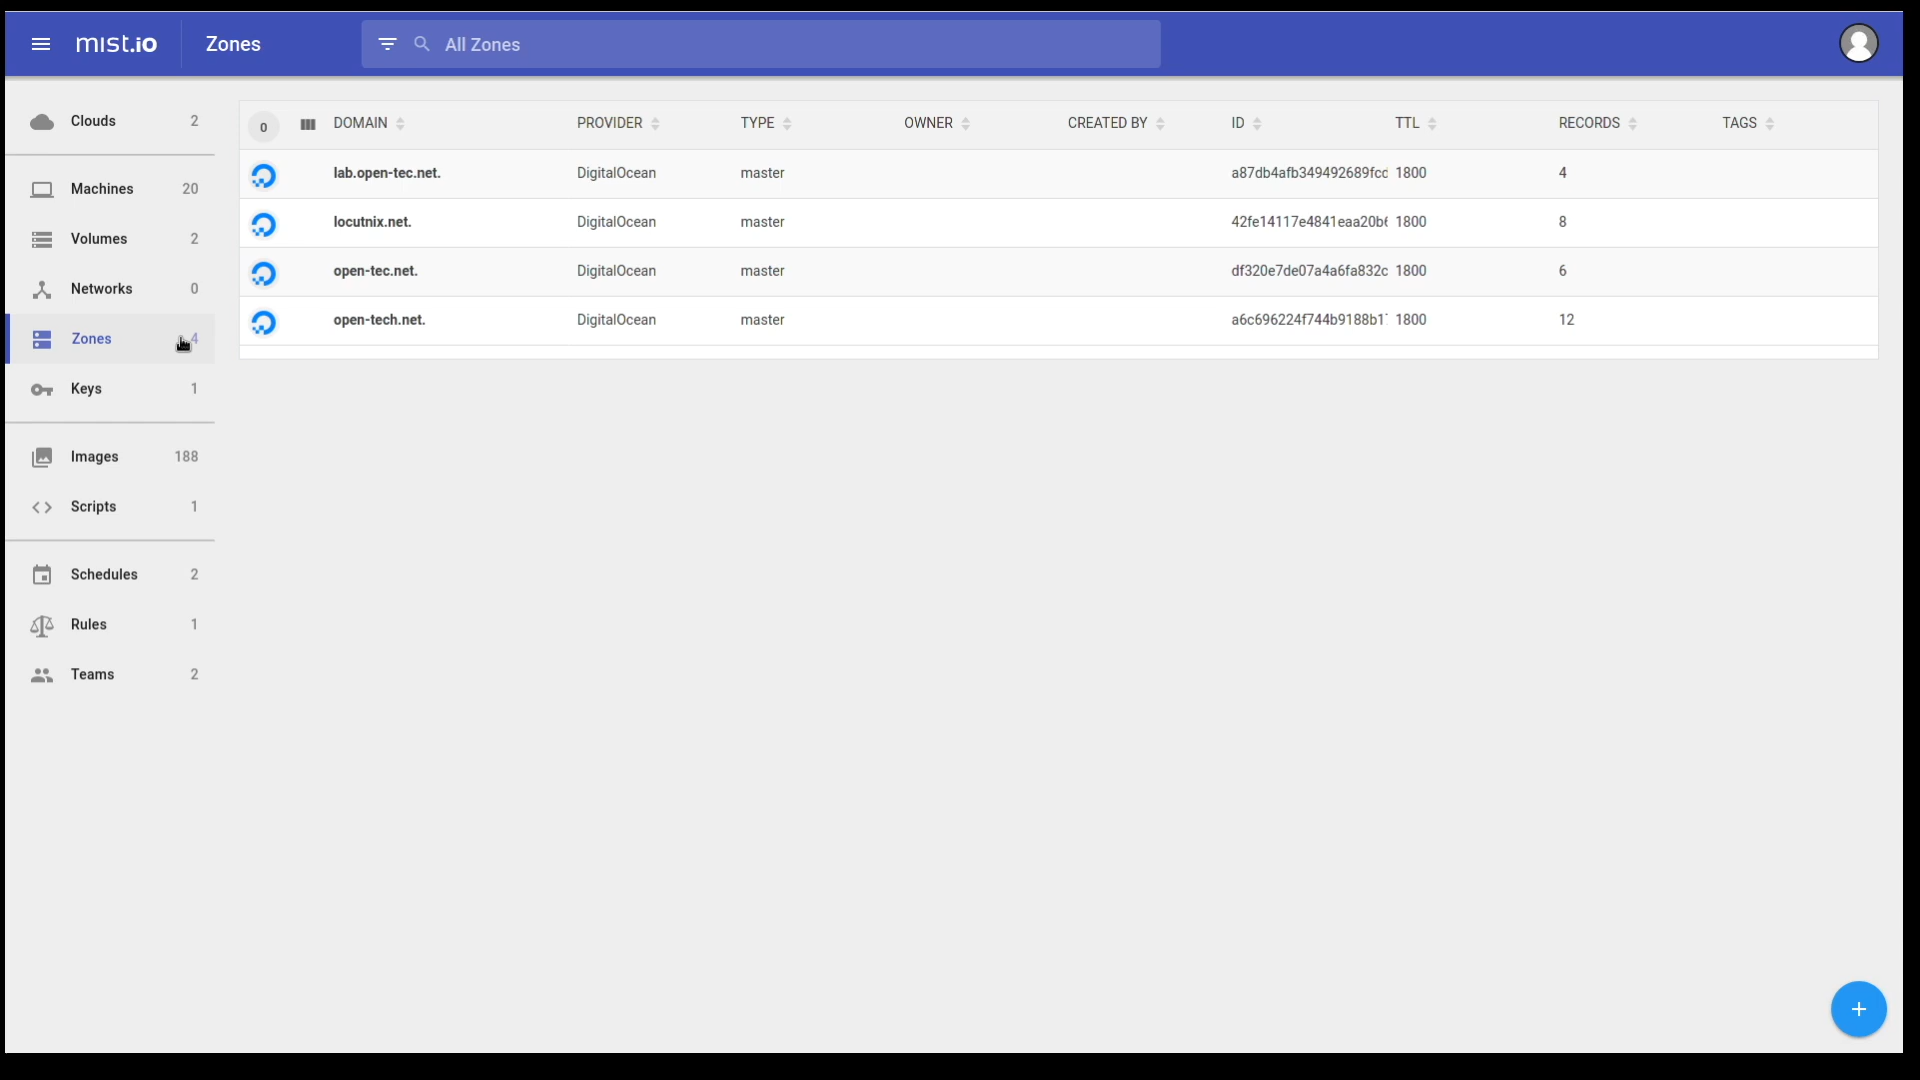 mist.io
Zones
All Zones
Clouds 2
Machines 20
Volumes 2
Networks 0
Zones 4
Keys 1
Images 188
Scripts 1
Schedules 2
Rules 1
Teams 2
0 DOMAIN PROVIDER TYPE OWNER CREATED BY ID TTL RECORDS TAGS
lab.open-tec.net. DigitalOcean master a87db4afb349492689fcd 1800 4
locutnix.net. DigitalOcean master 42fe14117e4841eaa20b 1800 8
open-tec.net. DigitalOcean master df320e7de07a4a6fa832c 1800 6
open-tech.net. DigitalOcean master a6c696224f744b9188b1 1800 12